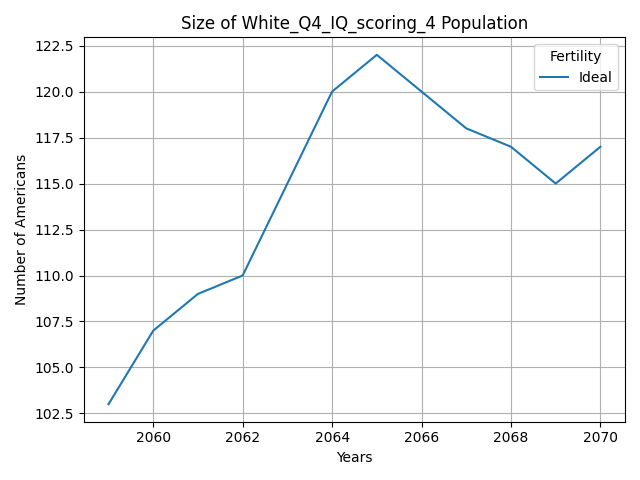 Size of White_Q4_IQ_scoring_4 Population
Fertility
Ideal
122.5
120.0
117.5
115.0
112.5
110.0
107.5
105.0
102.5
Number of Americans
2060 2062 2064 2066 2068 2070
Years